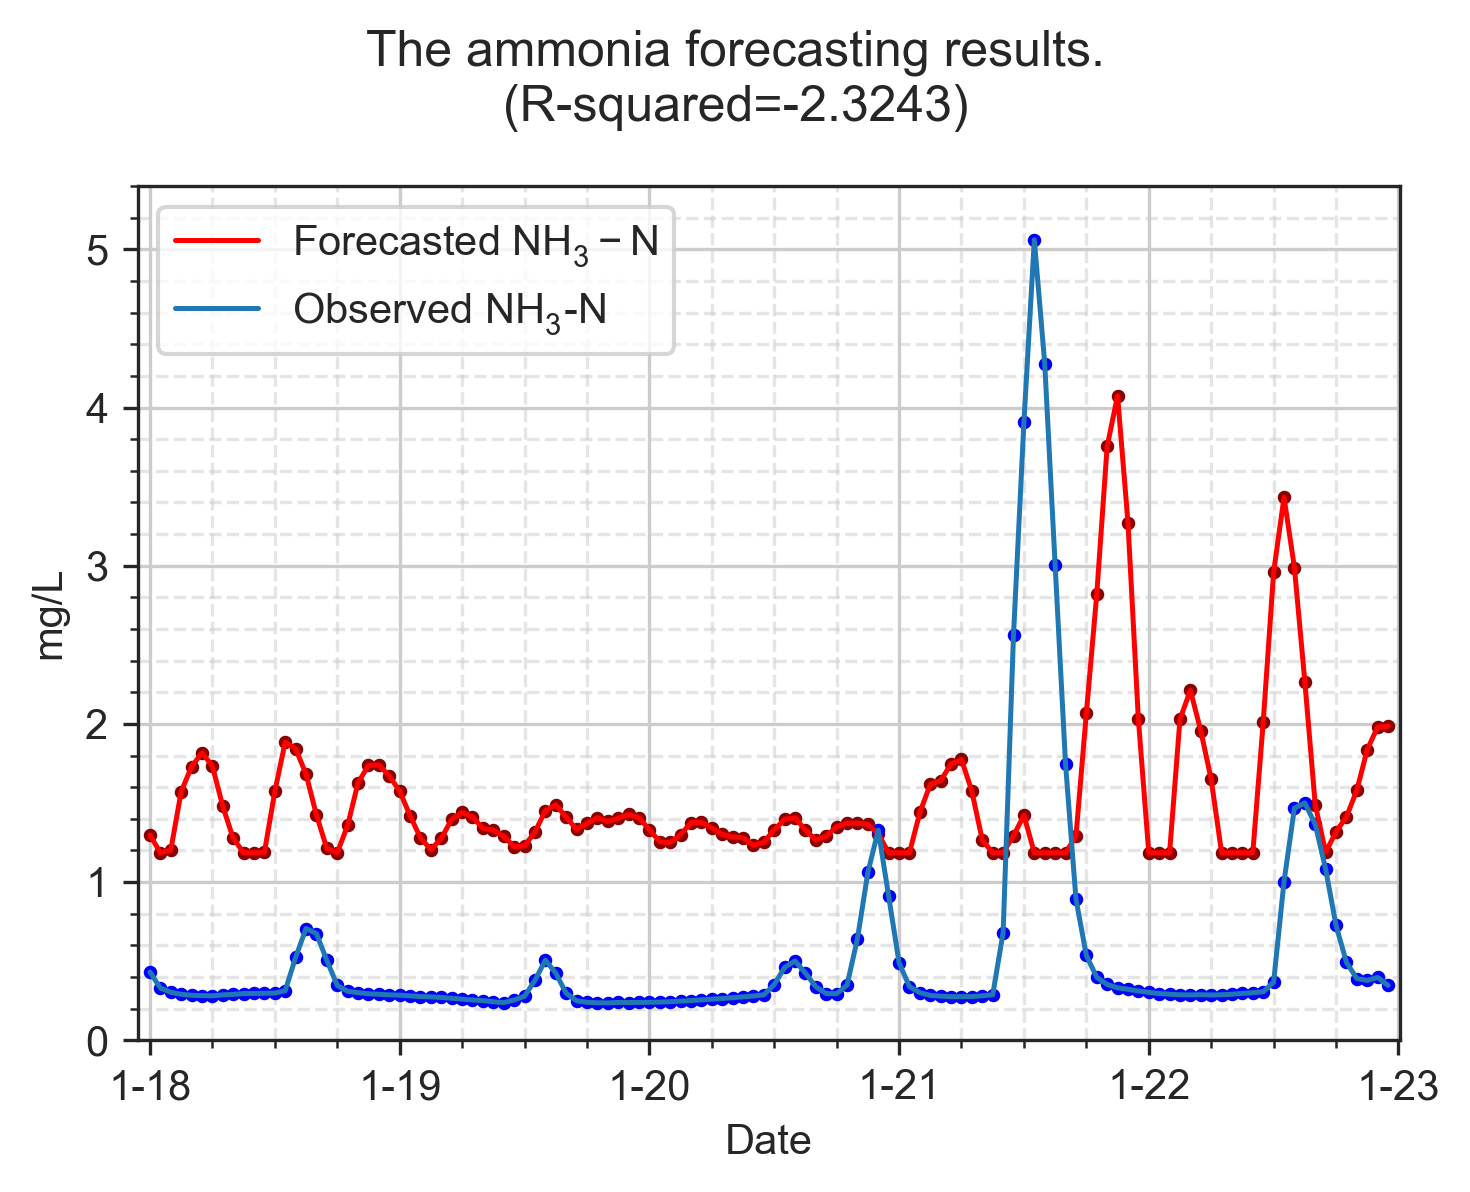 The ammonia forecasting results.
(R-squared=-2.3243)
Forecasted NH₃ − N
Observed NH₃-N
mg/L
5
4
3
2
1
0
1-18 1-19 1-20 1-21 1-22 1-23
Date